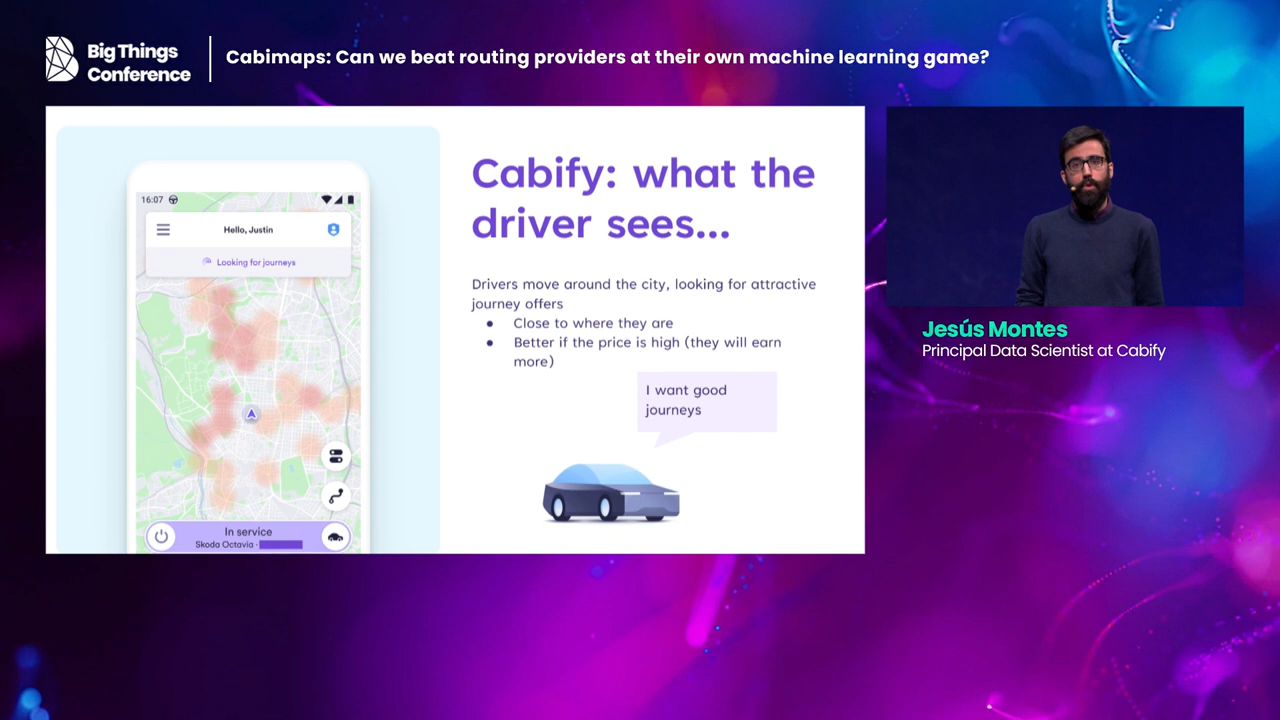 Big Things
Conference
Cabimaps: Can we beat routing providers at their own machine learning game?
16:07
Hello, Justin
Looking for journeys
In service
Skoda Octavia ·
Cabify: what the
driver sees...
Drivers move around the city, looking for attractive
journey offers
● Close to where they are
● Better if the price is high (they will earn
more)
I want good
journeys
Jesús Montes
Principal Data Scientist at Cabify